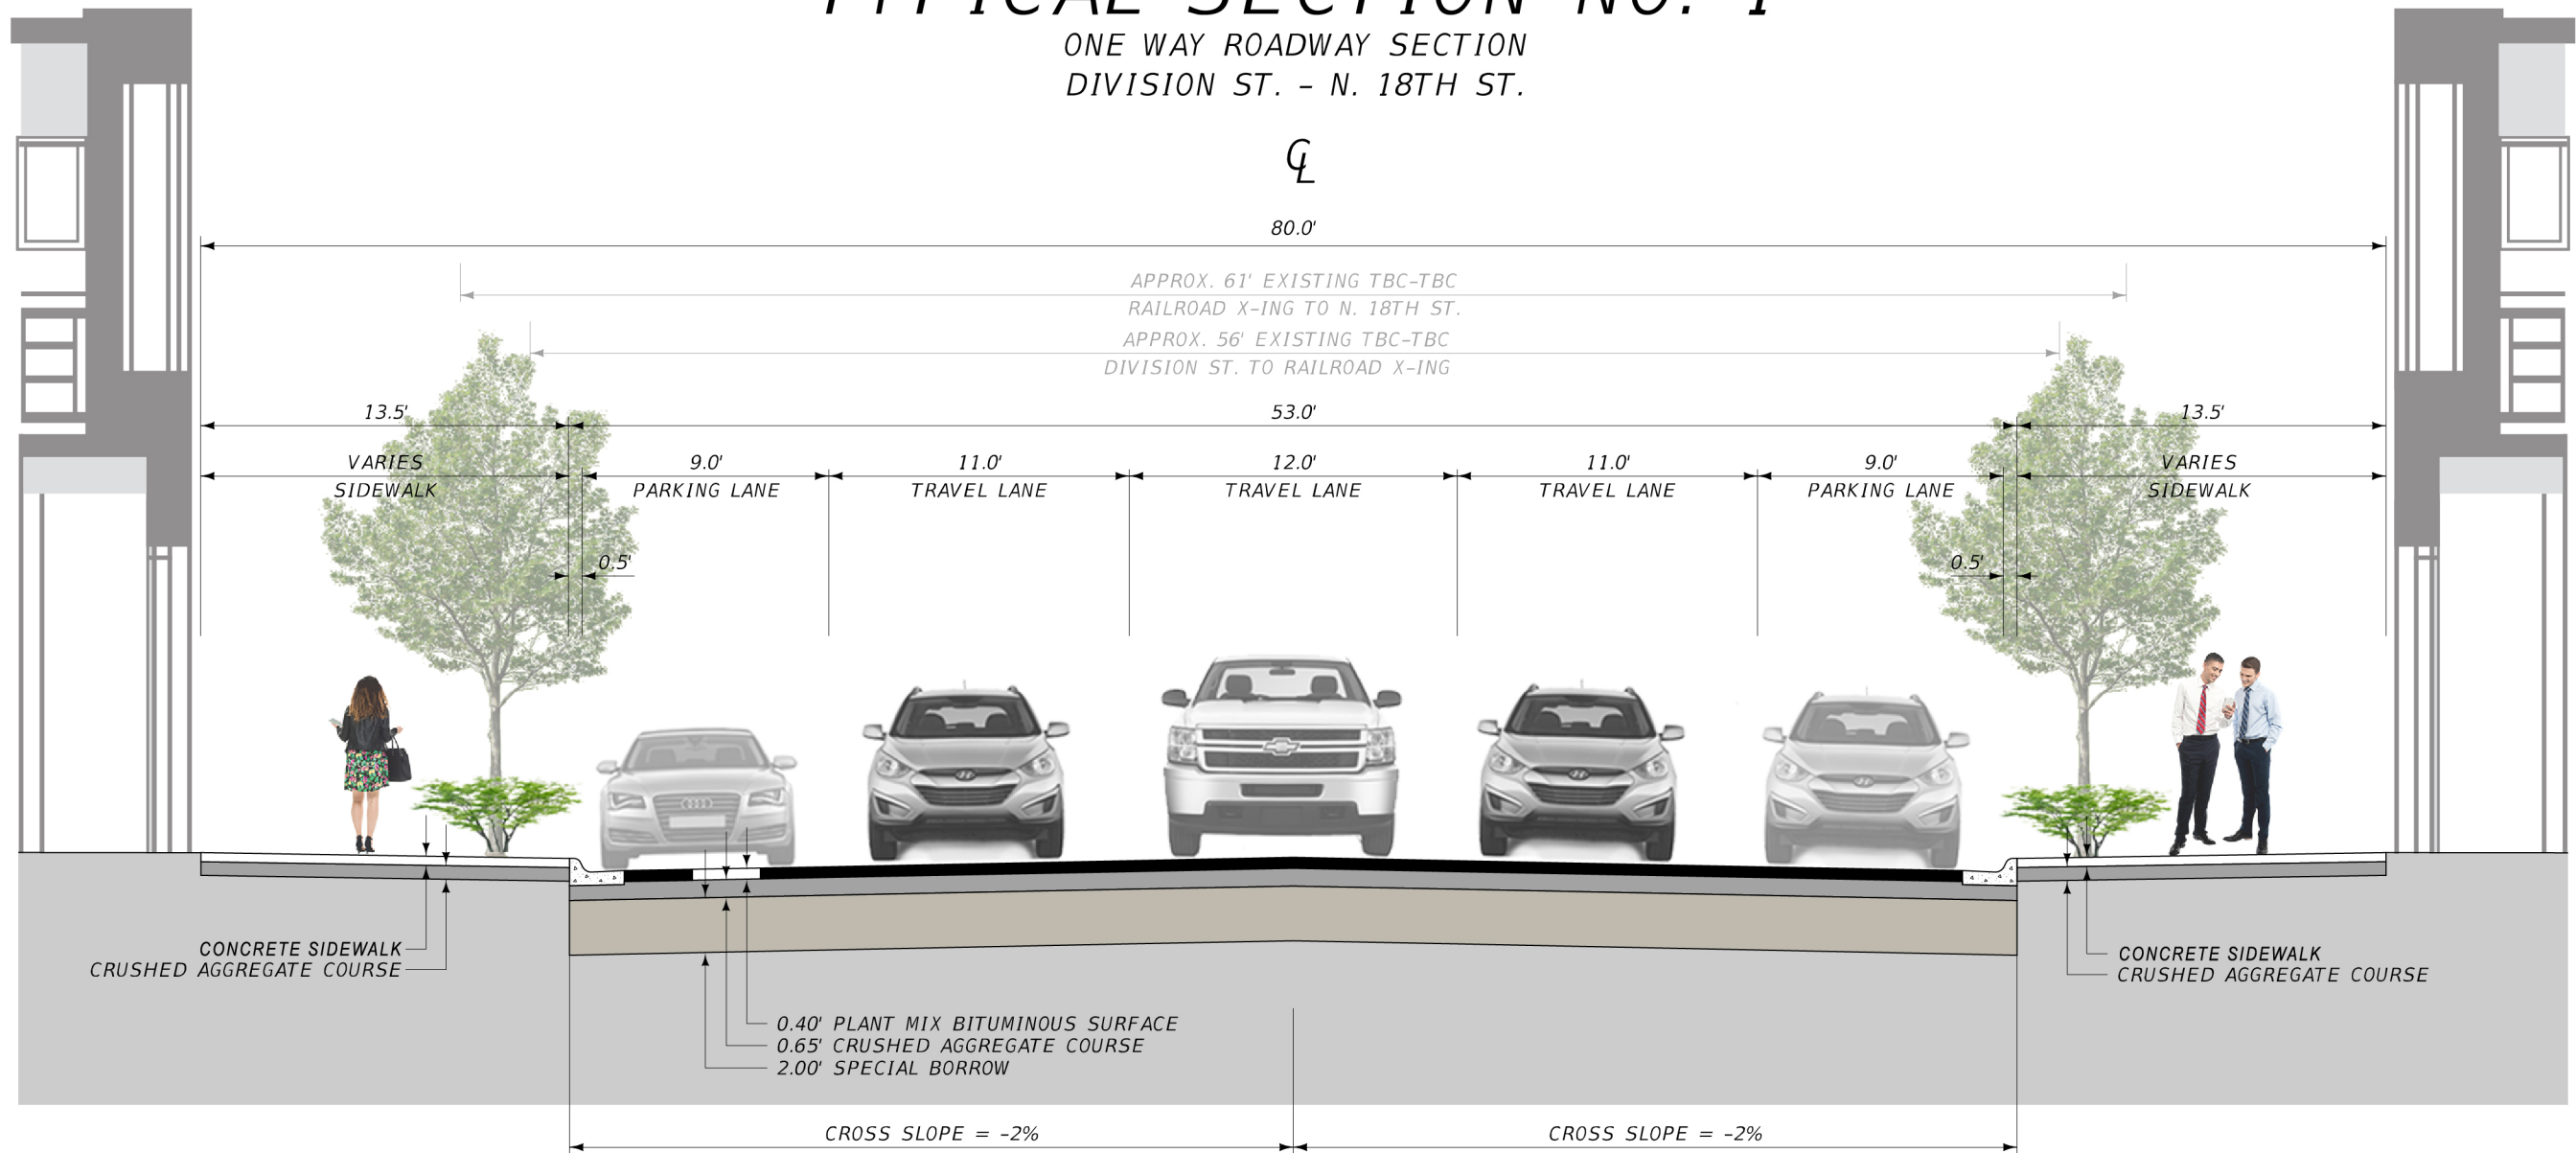 TYPICAL SECTION NO. 1
ONE WAY ROADWAY SECTION
DIVISION ST. - N. 18TH ST.
CL
80.0'
APPROX. 61' EXISTING TBC-TBC
RAILROAD X-ING TO N. 18TH ST.
APPROX. 56' EXISTING TBC-TBC
DIVISION ST. TO RAILROAD X-ING
13.5' 53.0' 13.5'
VARIES 9.0' 11.0' 12.0' 11.0' 9.0' VARIES
SIDEWALK PARKING LANE TRAVEL LANE TRAVEL LANE TRAVEL LANE PARKING LANE SIDEWALK
0.5' 0.5'
CONCRETE SIDEWALK CONCRETE SIDEWALK
CRUSHED AGGREGATE COURSE CRUSHED AGGREGATE COURSE
0.40' PLANT MIX BITUMINOUS SURFACE
0.65' CRUSHED AGGREGATE COURSE
2.00' SPECIAL BORROW
CROSS SLOPE = -2% CROSS SLOPE = -2%